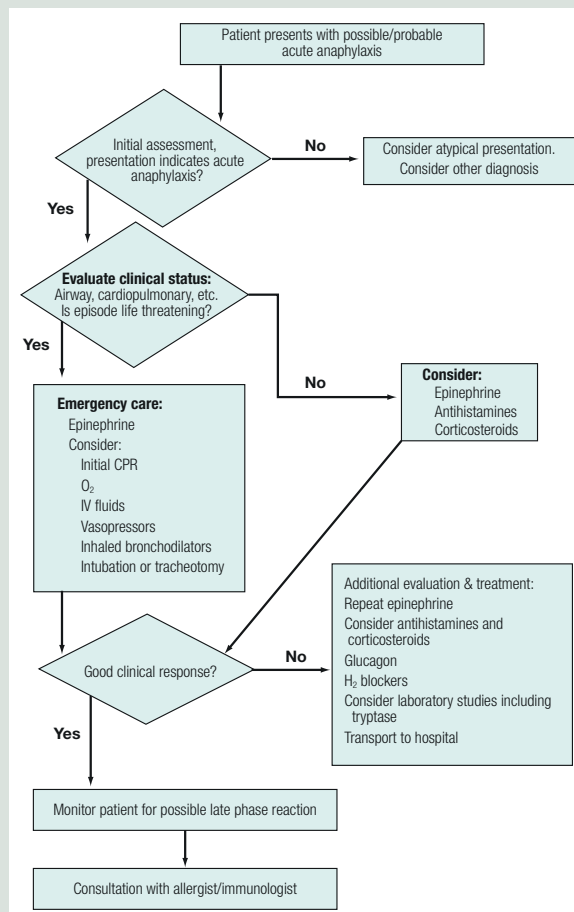 Patient presents with possible/probable
acute anaphylaxis
Initial assessment,
presentation indicates acute
anaphylaxis?
No
Consider atypical presentation.
Consider other diagnosis
Yes
Evaluate clinical status:
Airway, cardiopulmonary, etc.
Is episode life threatening?
Yes
No
Consider:
Epinephrine
Antihistamines
Corticosteroids
Emergency care:
Epinephrine
Consider:
Initial CPR
O₂
IV fluids
Vasopressors
Inhaled bronchodilators
Intubation or tracheotomy
Good clinical response?
No
Additional evaluation & treatment:
Repeat epinephrine
Consider antihistamines and
corticosteroids
Glucagon
H₂ blockers
Consider laboratory studies including
tryptase
Transport to hospital
Yes
Monitor patient for possible late phase reaction
Consultation with allergist/immunologist